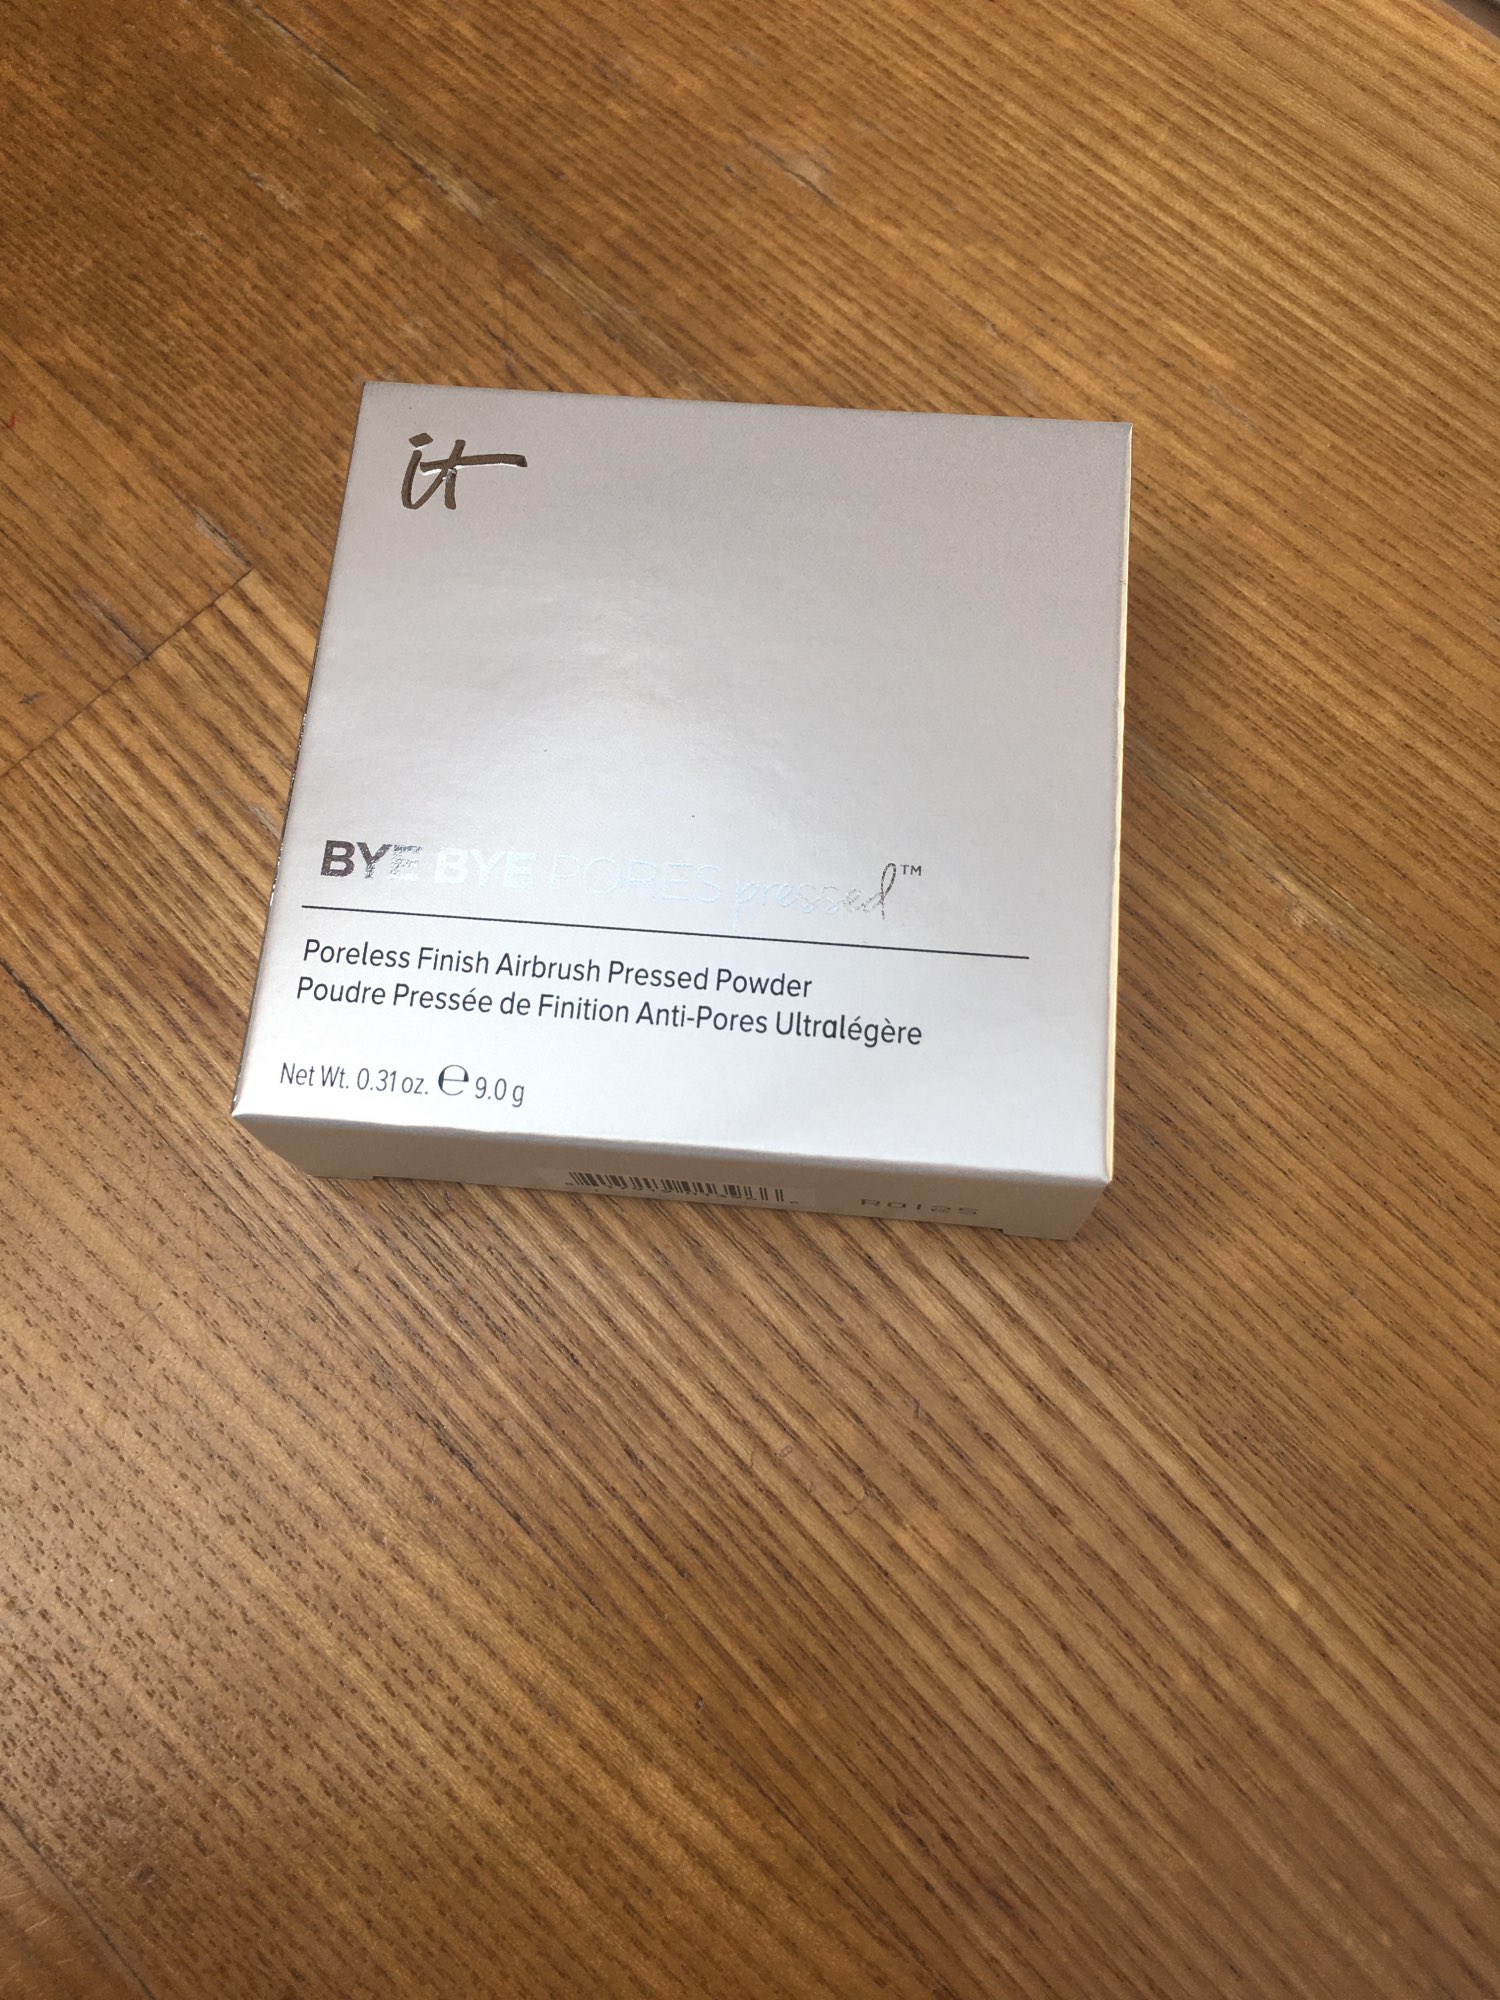 it
BYE BYE PORES pressed™
Poreless Finish Airbrush Pressed Powder
Poudre Pressée de Finition Anti-Pores Ultralégère
Net Wt. 0.31 oz. ℮ 9.0 g
R0125